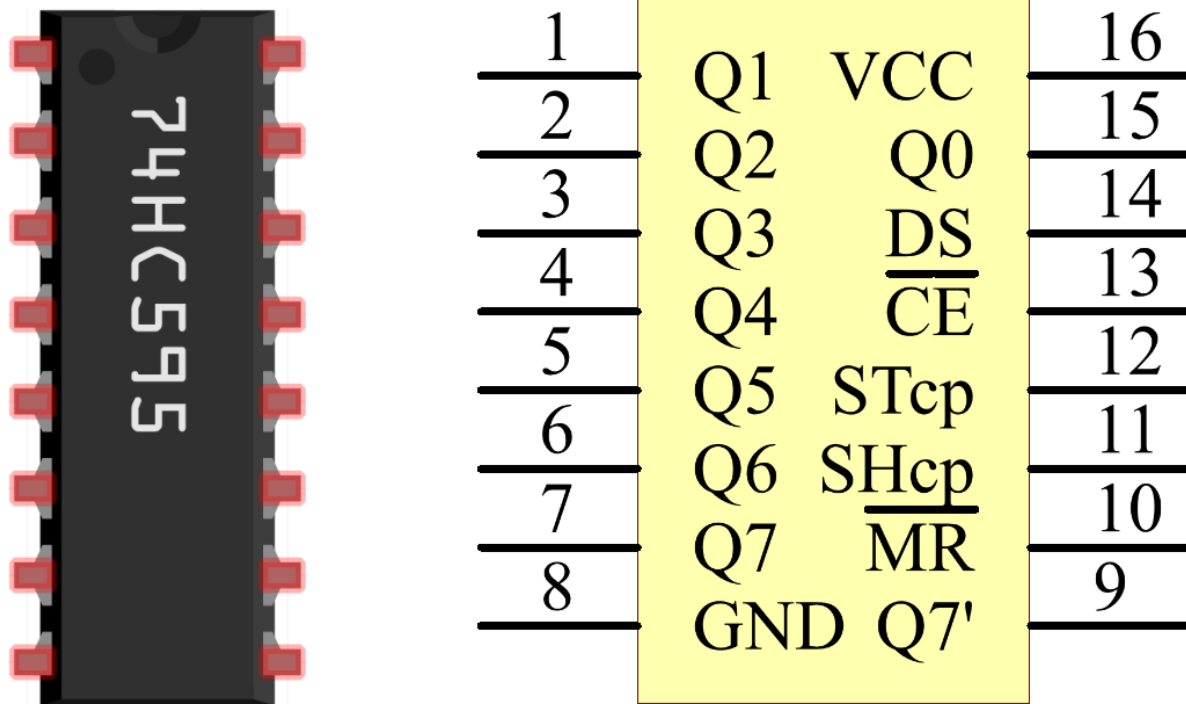 74HC595
1 16
Q1 VCC
2 15
Q2 Q0
3 14
Q3 DS
4 13
Q4 CE
5 12
Q5 STcp
6 11
Q6 SHcp
7 10
Q7 MR
8 9
GND Q7'